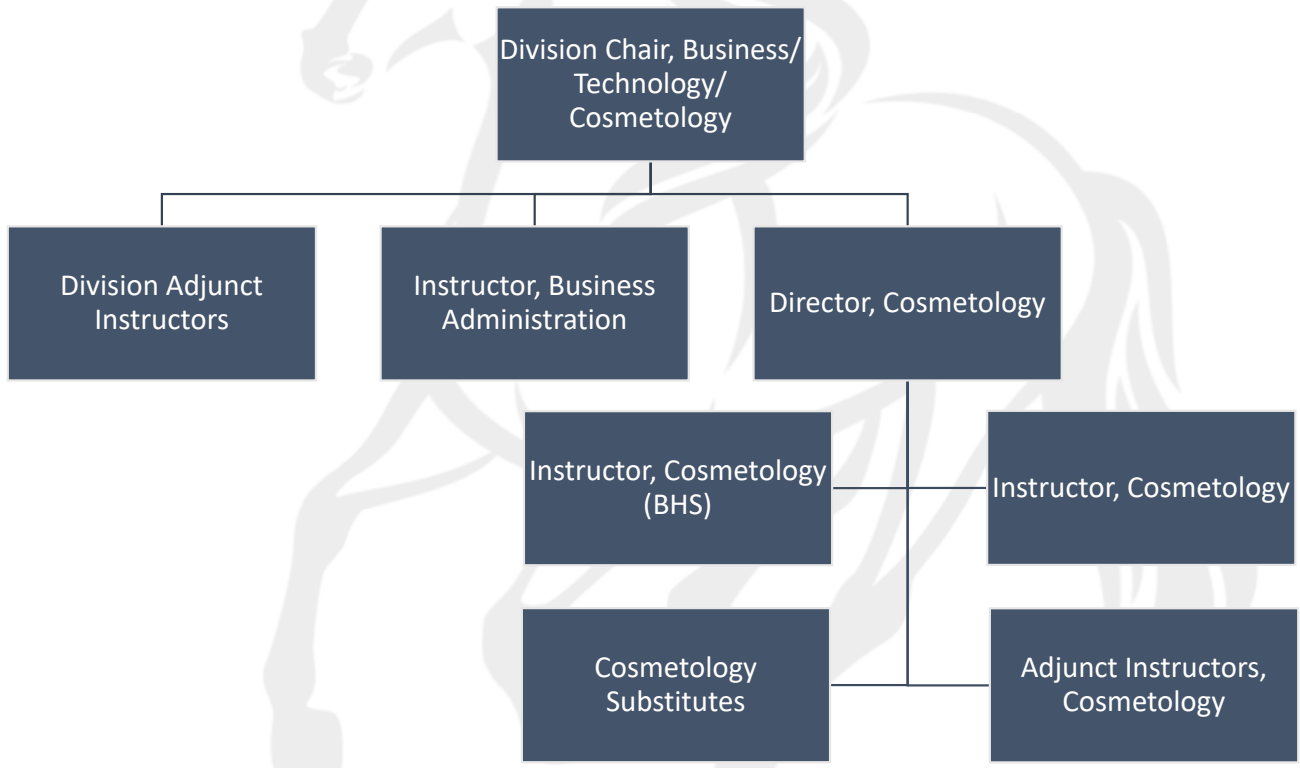 Division Chair, Business/
Technology/
Cosmetology
Division Adjunct
Instructors
Instructor, Business
Administration
Director, Cosmetology
Instructor, Cosmetology
(BHS)
Instructor, Cosmetology
Cosmetology
Substitutes
Adjunct Instructors,
Cosmetology